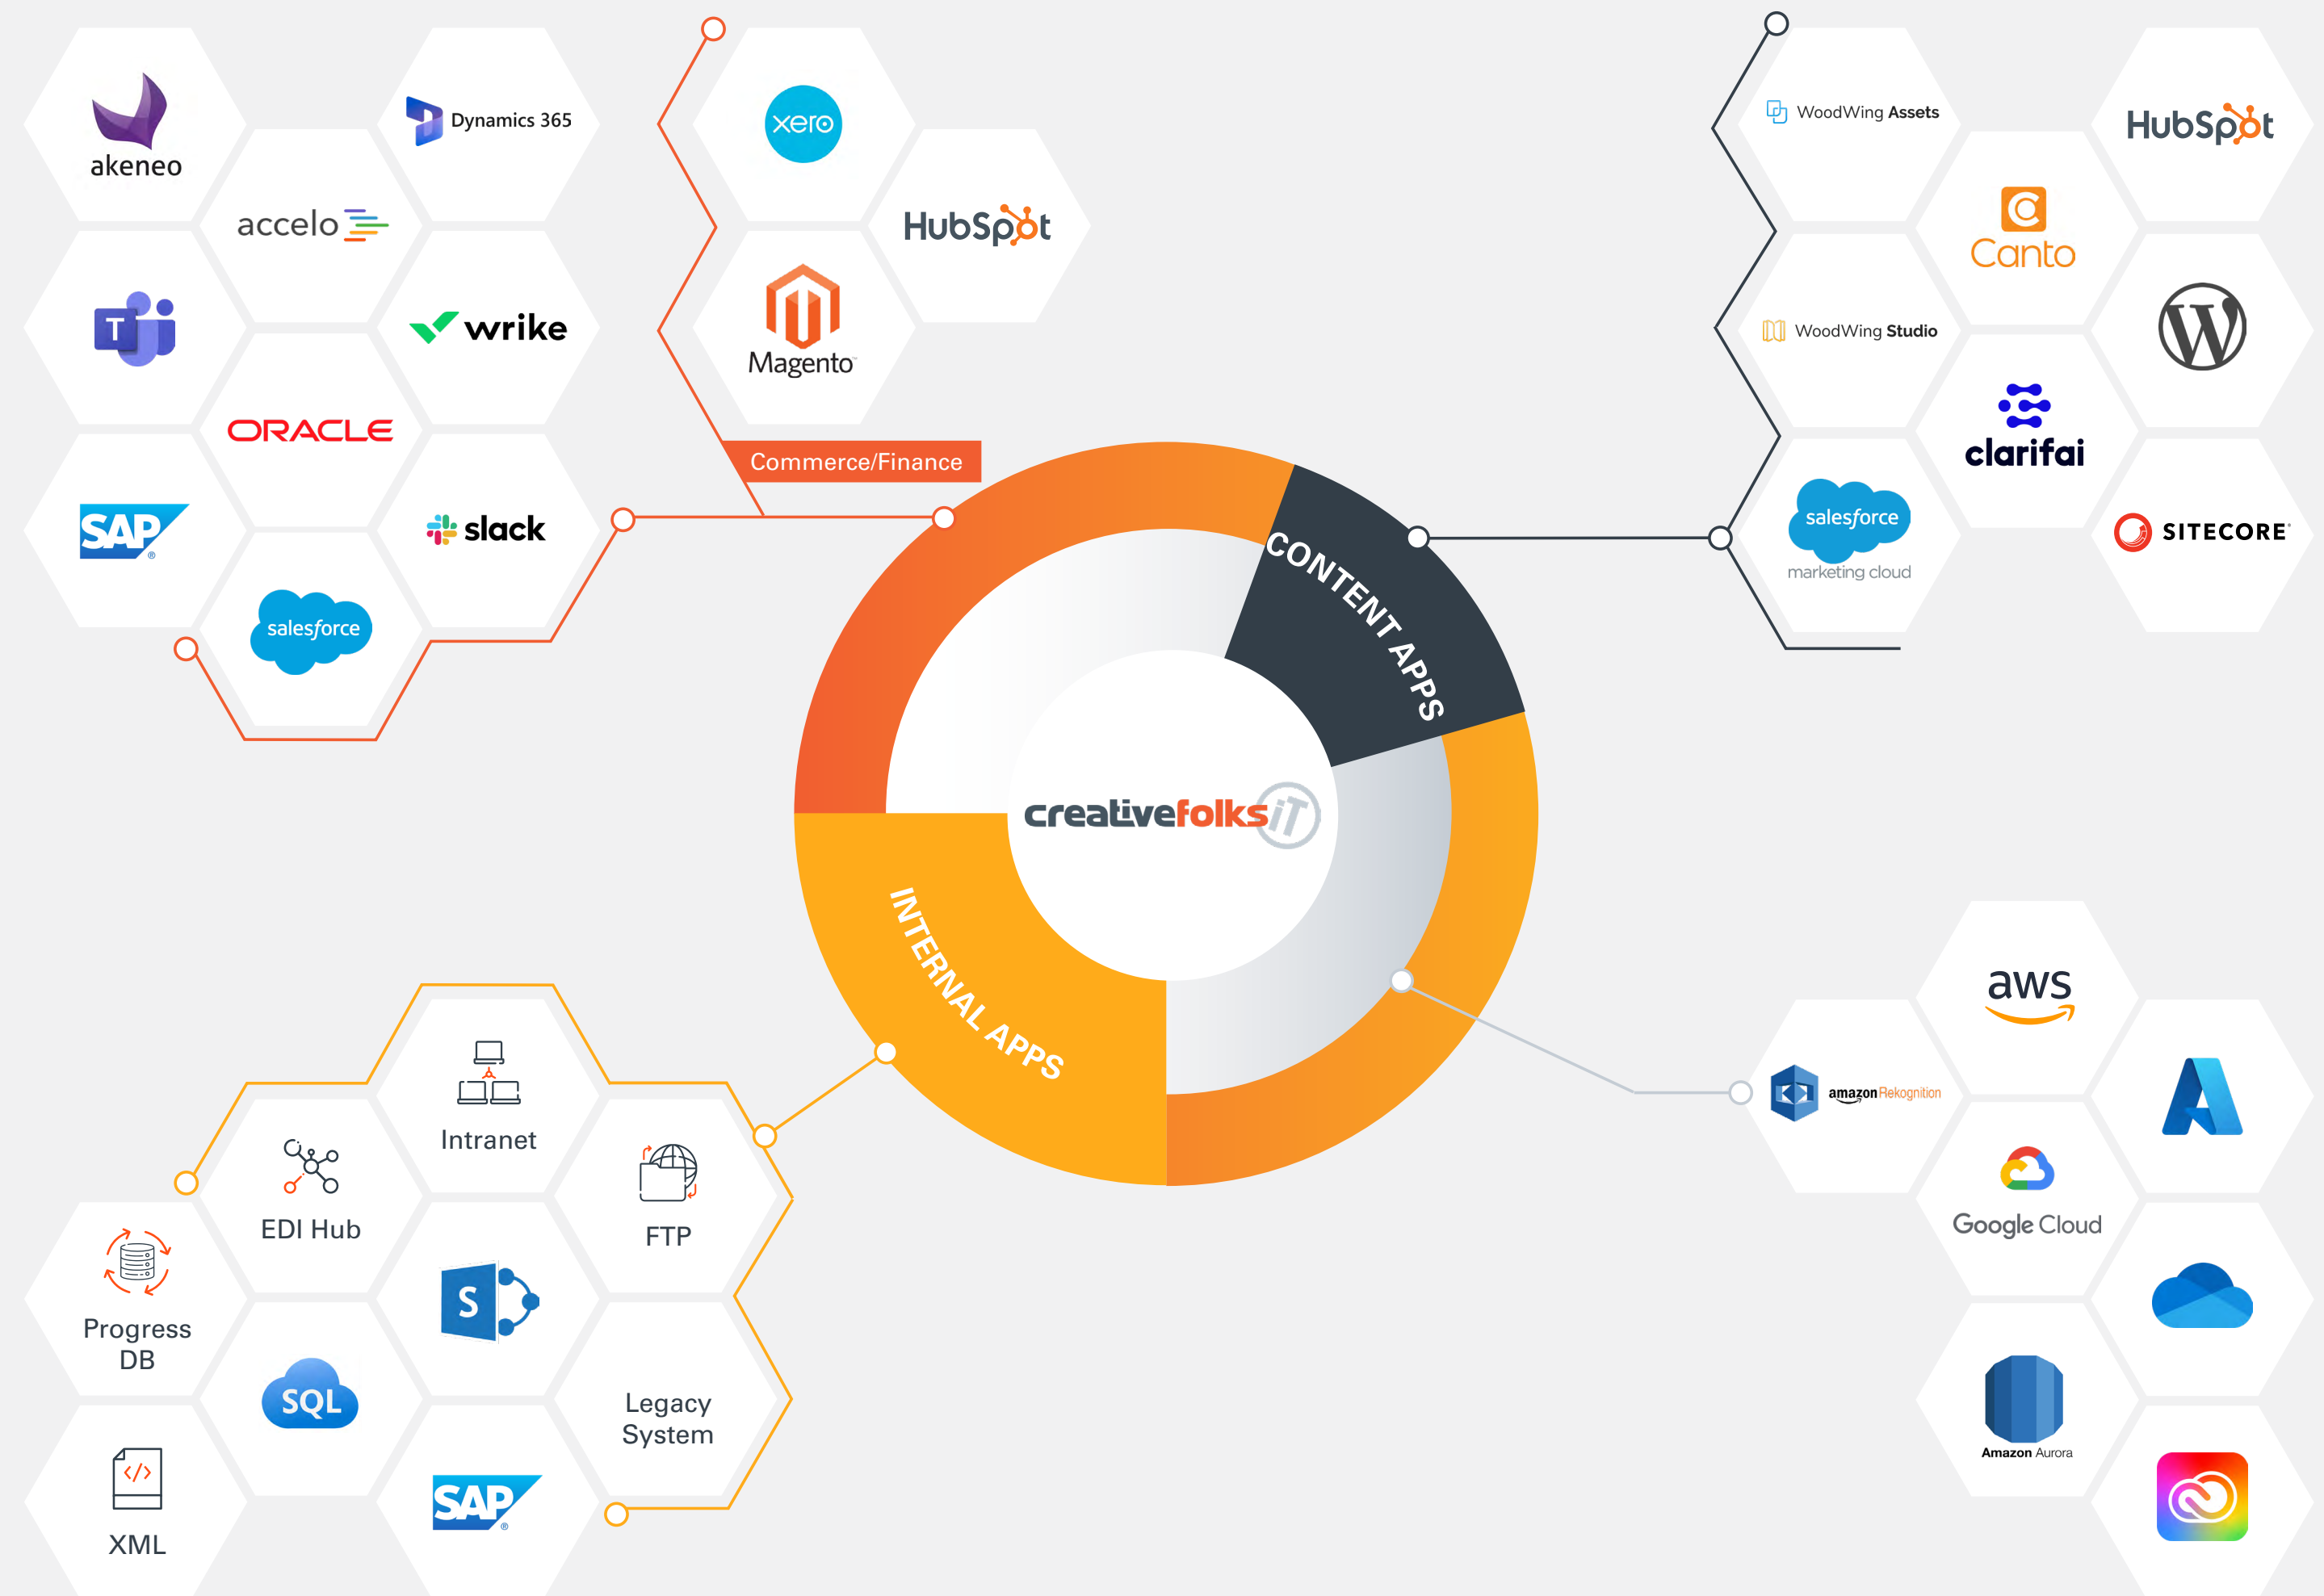 akeneo
Dynamics 365
accelo
T
wrike
ORACLE
SAP®
slack
salesforce
xero
HubSpot
Magento™
Commerce/Finance
WoodWing Assets
HubSpot
Canto
WoodWing Studio
W
clarifai
salesforce
marketing cloud
SITECORE®
CONTENT APPS
creativefolks iT
INTERNAL APPS
Intranet
EDI Hub
FTP
Progress
DB
S
SQL
Legacy
System
</>
XML
SAP®
aws
amazon Rekognition
Google Cloud
Amazon Aurora